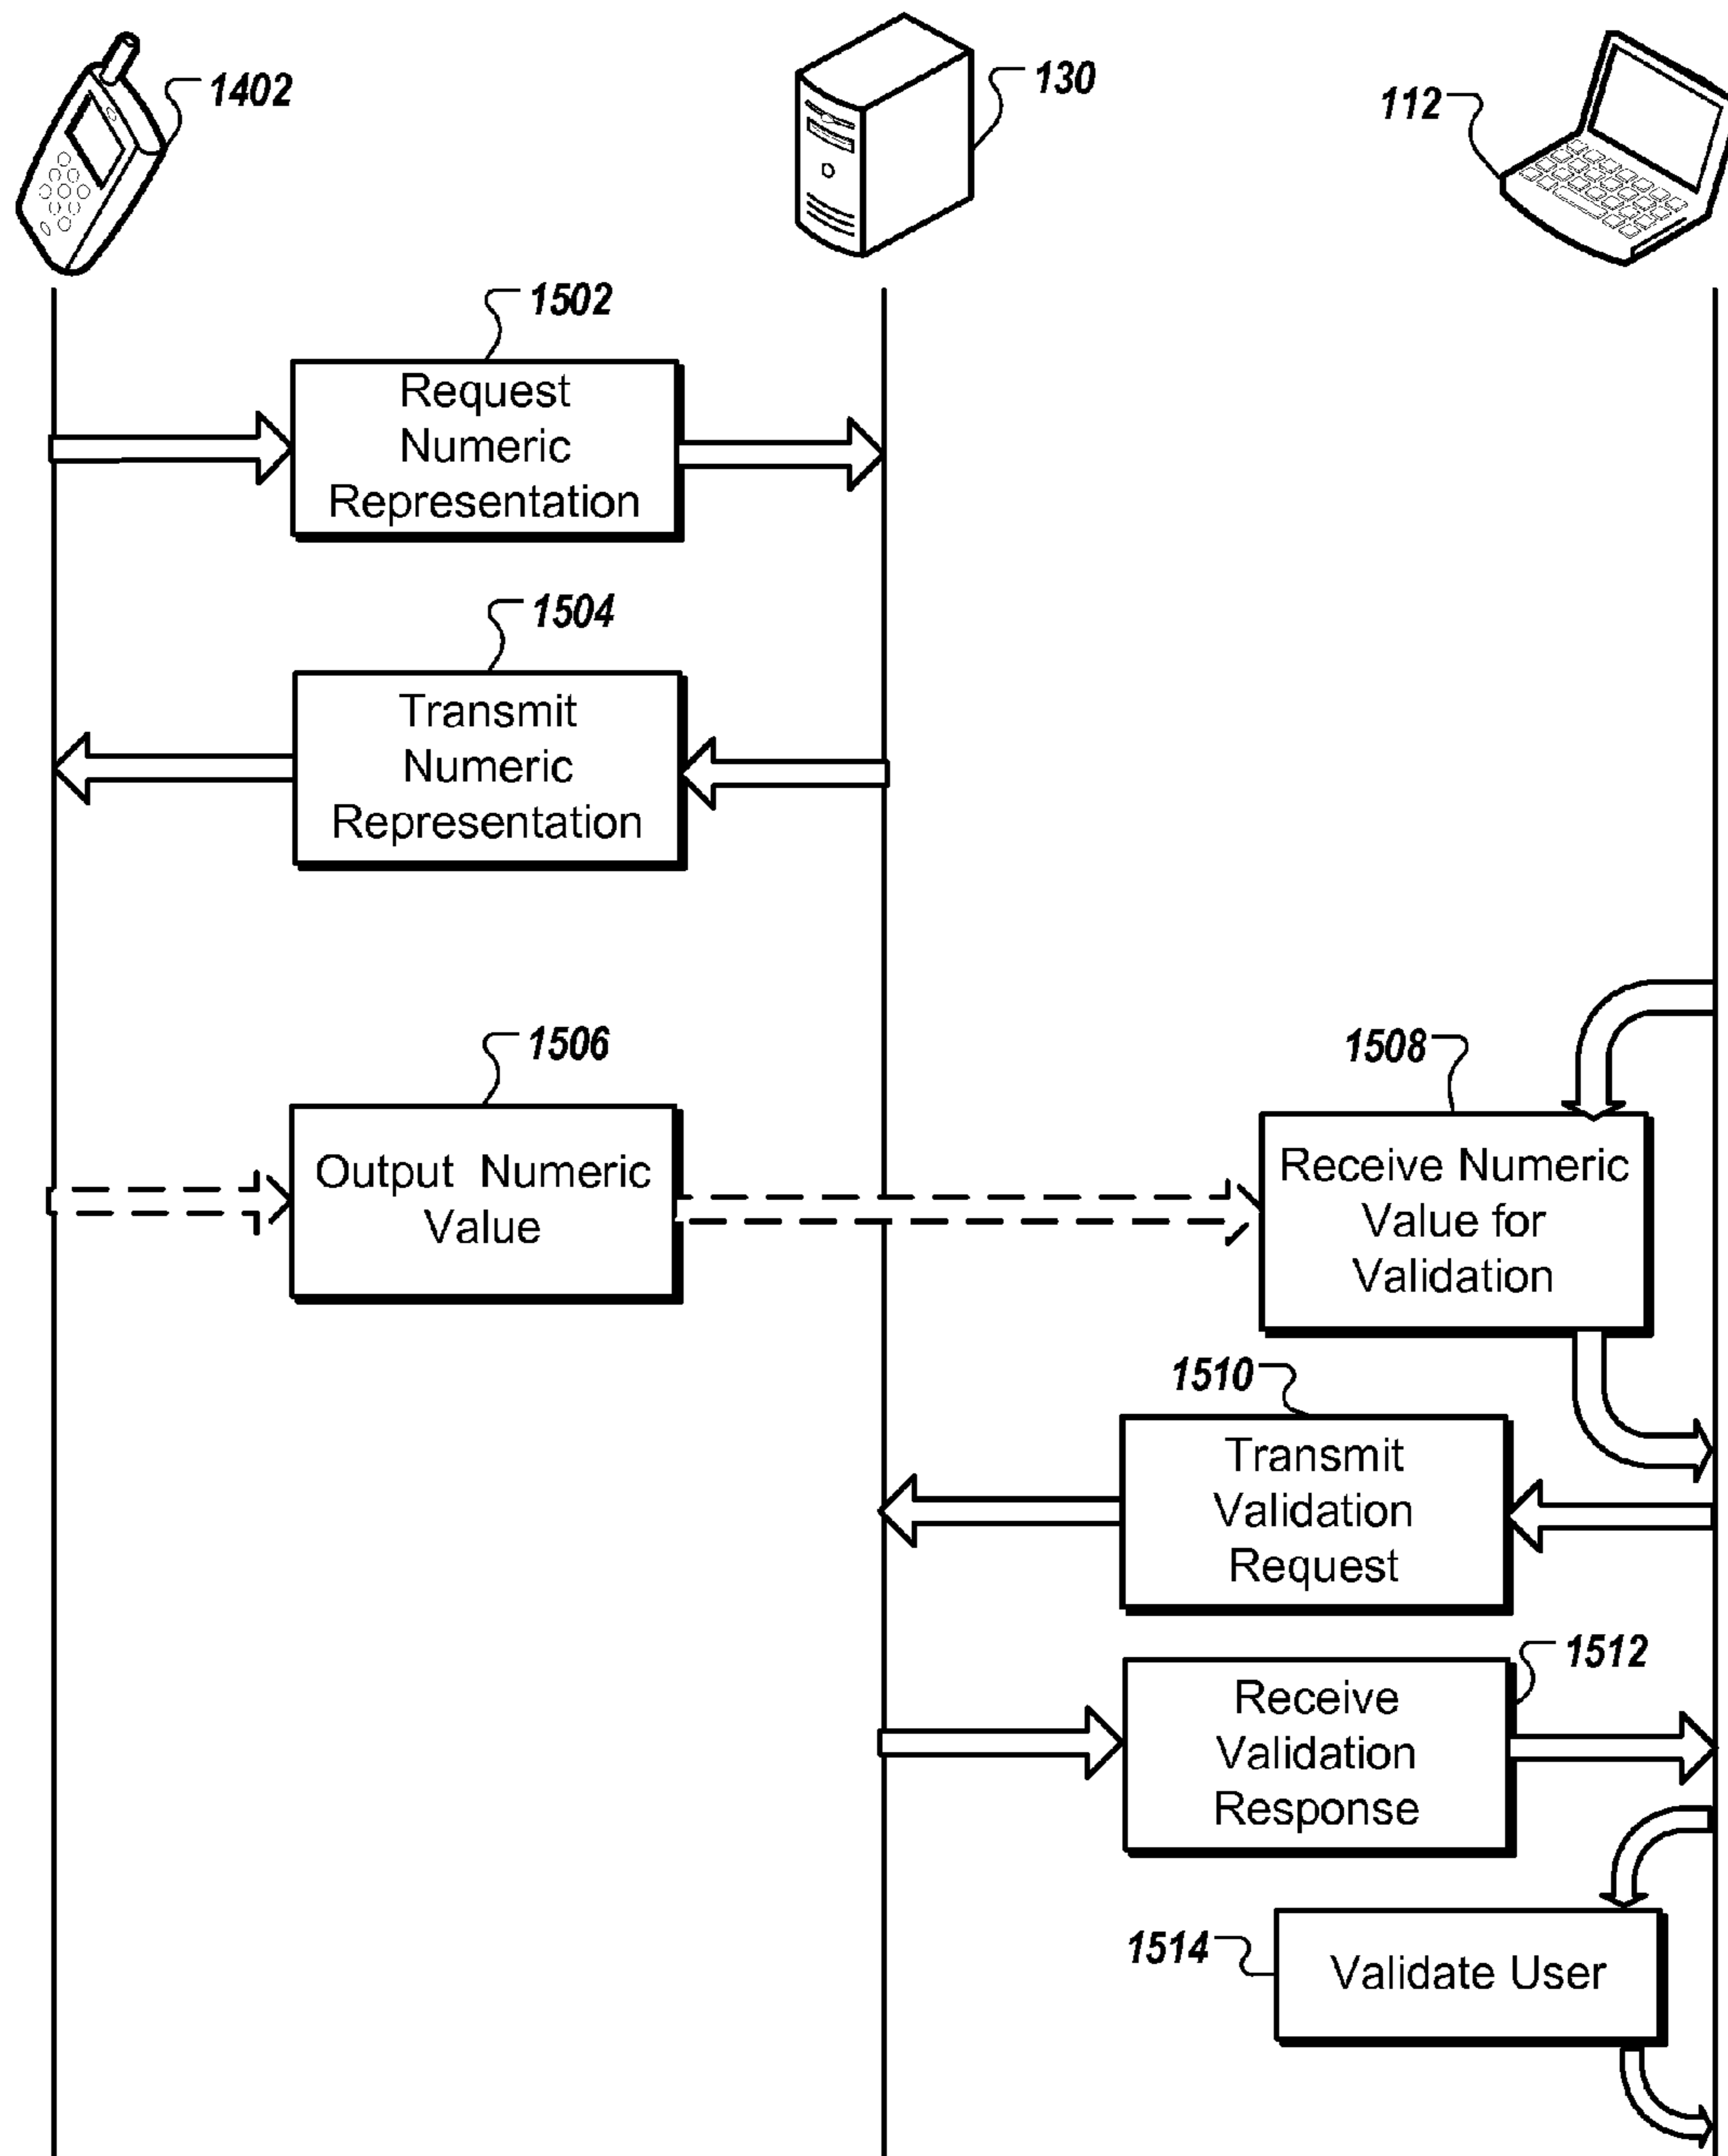 1402
130
112
1502
Request
Numeric
Representation
1504
Transmit
Numeric
Representation
1506
Output Numeric
Value
1508
Receive Numeric
Value for
Validation
1510
Transmit
Validation
Request
1512
Receive
Validation
Response
1514
Validate User